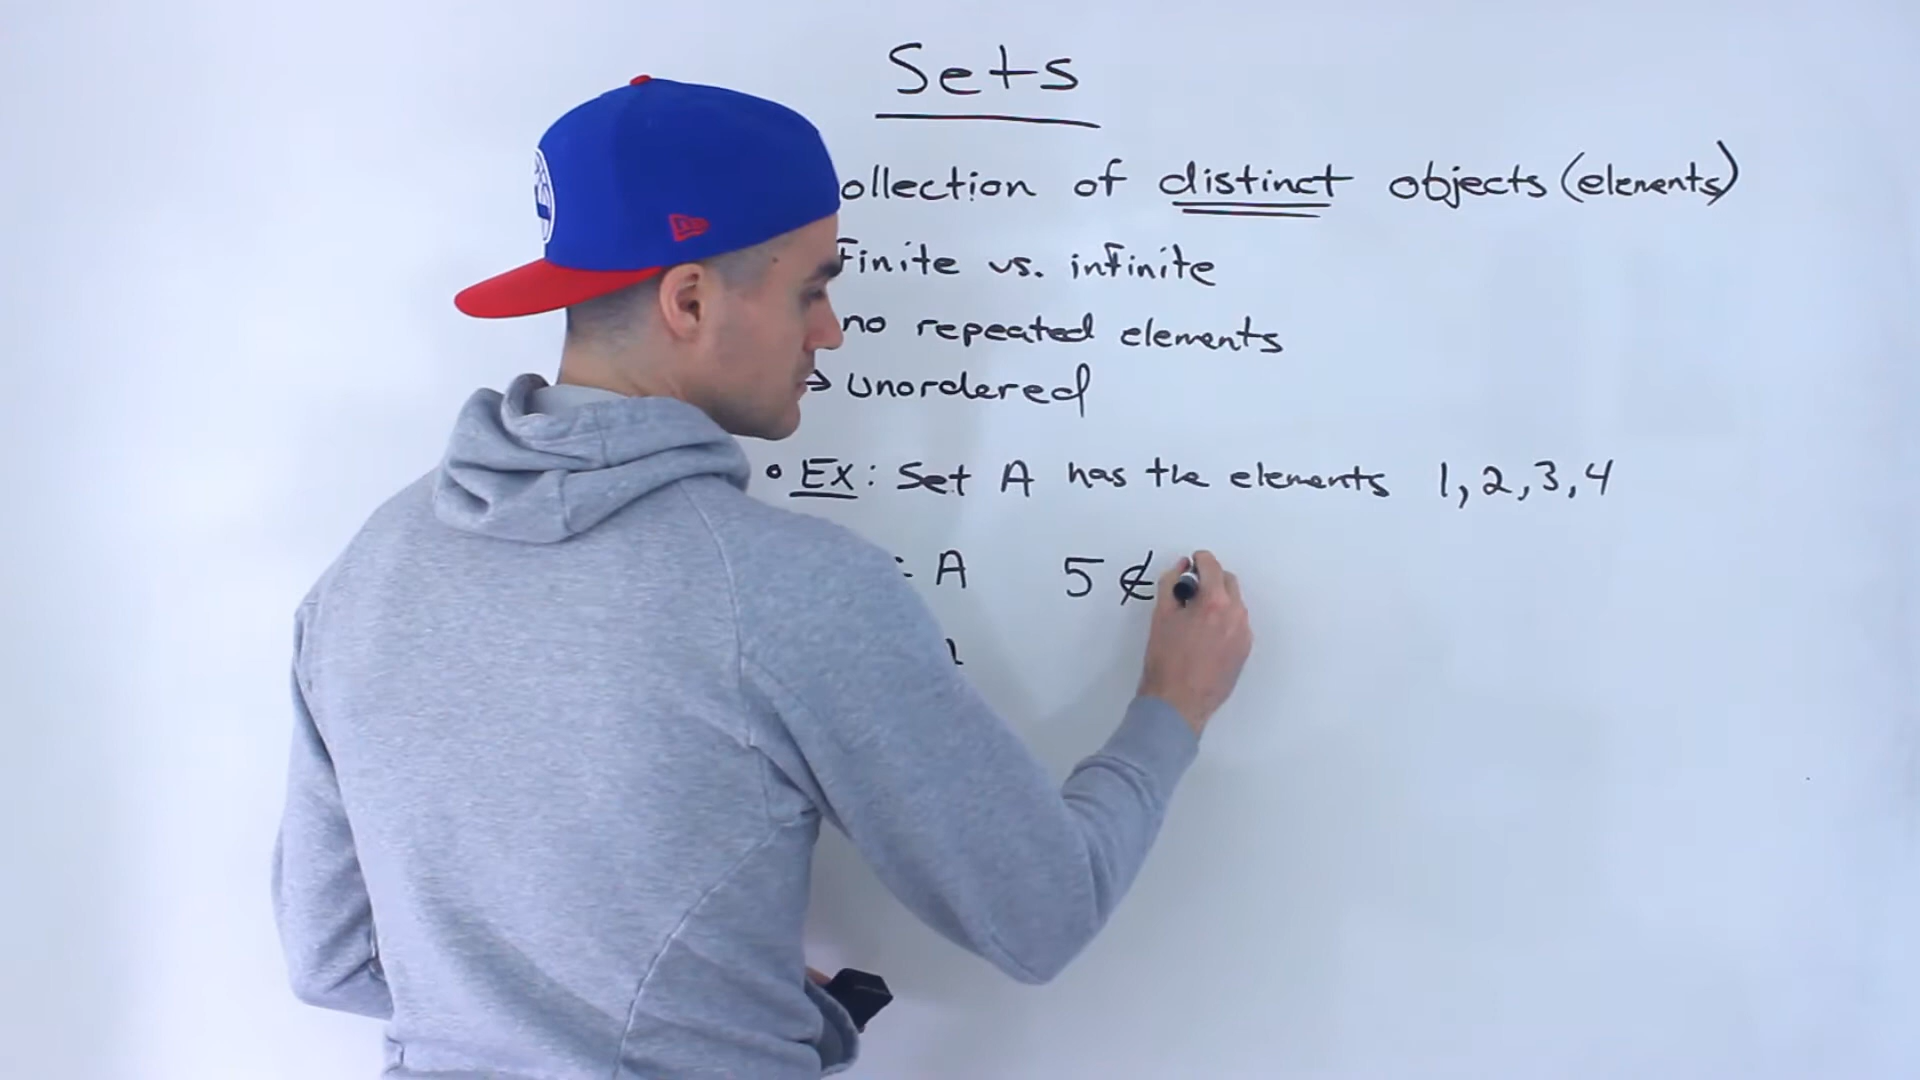 Sets
ollection of distinct objects (elements)
Finite vs. infinite
no repeated elements
→ unordered
• Ex: Set A has the elements 1, 2, 3, 4
A 5 ∉